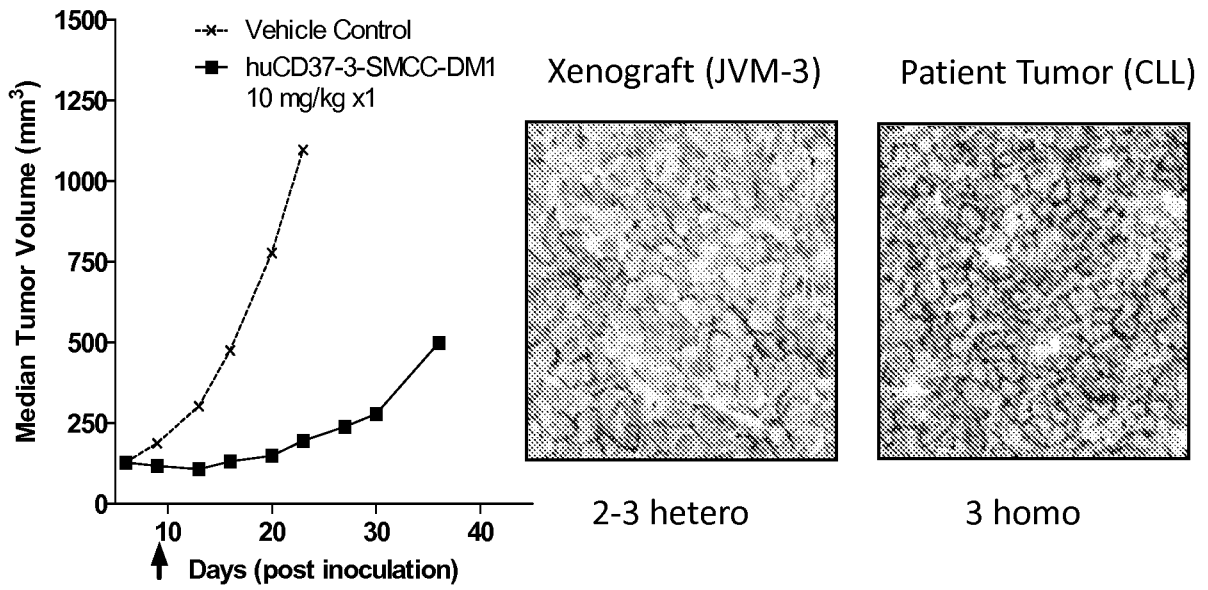 1500
1250
1000
750
500
250
0
Median Tumor Volume (mm³)
Vehicle Control
huCD37-3-SMCC-DM1
10 mg/kg x1
10 20 30 40
Days (post inoculation)
Xenograft (JVM-3)
2-3 hetero
Patient Tumor (CLL)
3 homo